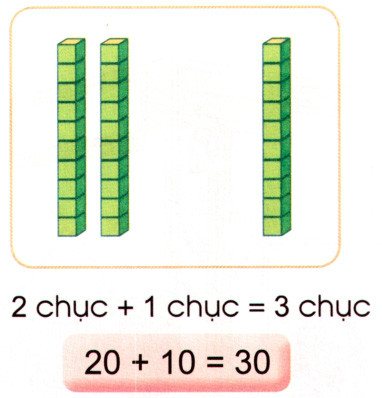 2 chục + 1 chục = 3 chục
20 + 10 = 30